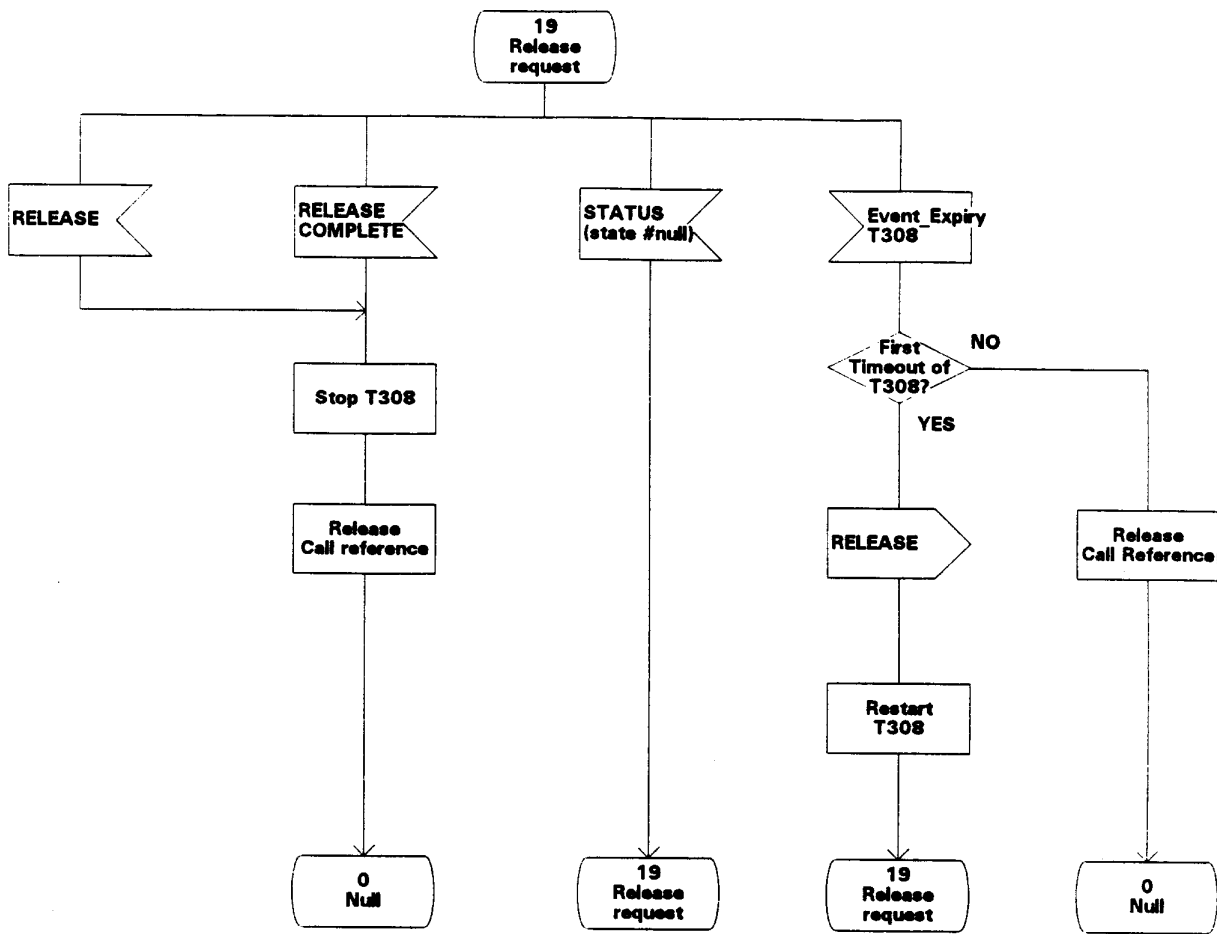 19
Release
request
RELEASE
RELEASE
COMPLETE
STATUS
(state #null)
Event_Expiry
T308
First
Timeout of
T308?
NO
YES
Stop T308
Release
Call reference
RELEASE
Release
Call Reference
Restart
T308
0
Null
19
Release
request
19
Release
request
0
Null